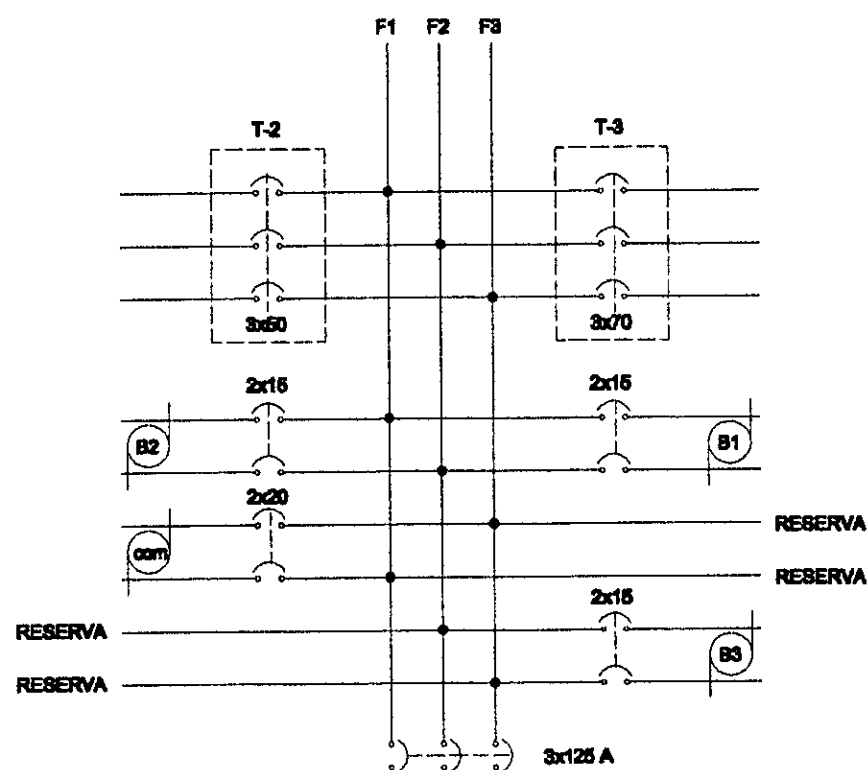 F1 F2 F3
T-2 T-3
3x50 3x70
2x15 2x15
B2 B1
2x20
RESERVA
com
RESERVA
2x15
RESERVA
B3
RESERVA
3x125 A